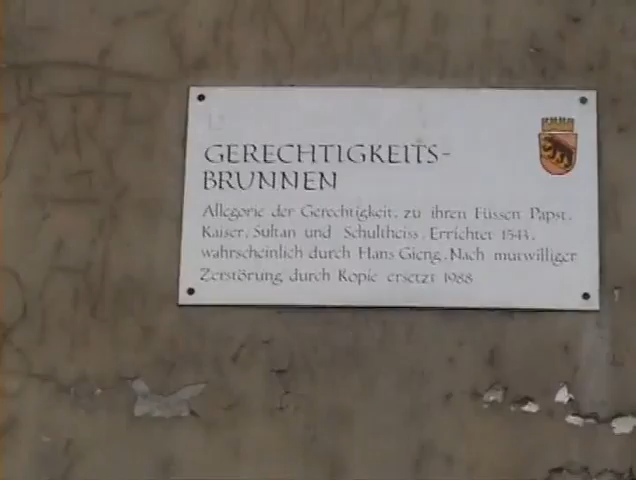 GERECHTIGKEITS-
BRUNNEN
Allegorie der Gerechtigkeit, zu ihren Füssen Papst,
Kaiser, Sultan und Schultheiss. Errichtet 1543,
wahrscheinlich durch Hans Gieng. Nach mutwilliger
Zerstörung durch Kopie ersetzt 1988